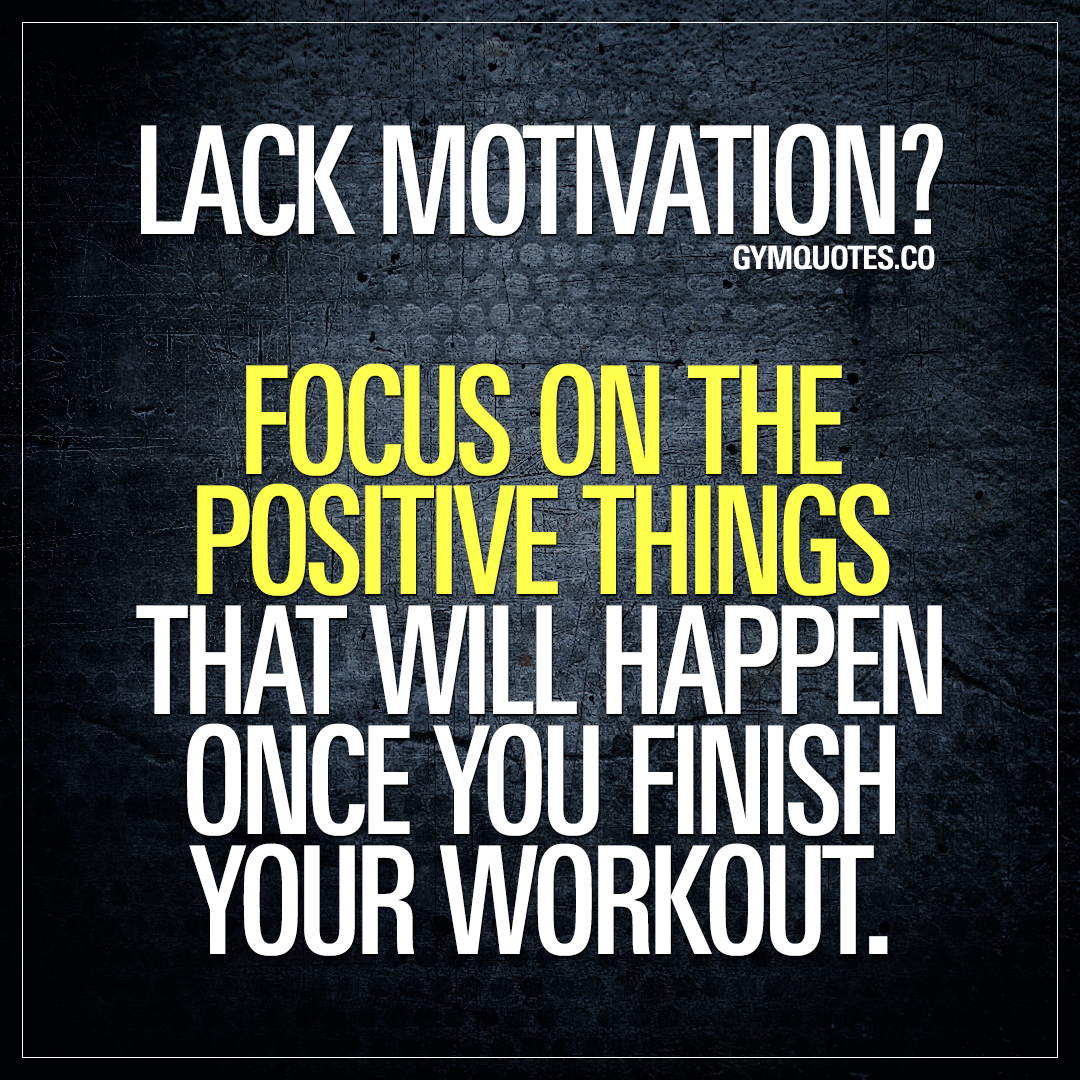 LACK MOTIVATION?
GYMQUOTES.CO
FOCUS ON THE
POSITIVE THINGS
THAT WILL HAPPEN
ONCE YOU FINISH
YOUR WORKOUT.